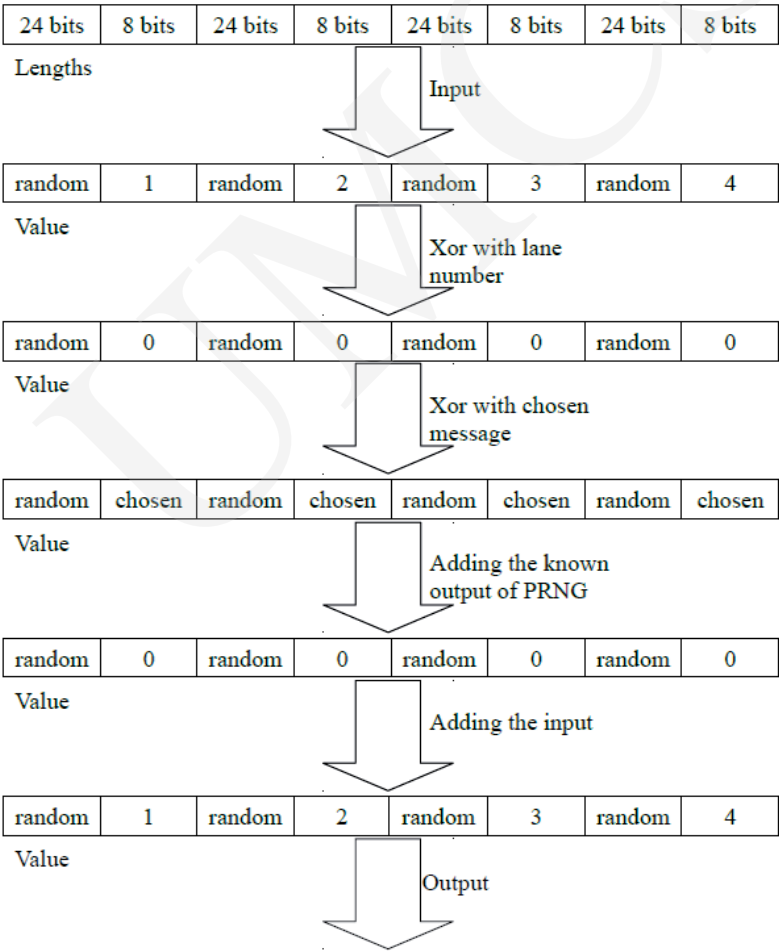 24 bits 8 bits 24 bits 8 bits 24 bits 8 bits 24 bits 8 bits
Lengths
Input
random 1 random 2 random 3 random 4
Value
Xor with lane
number
random 0 random 0 random 0 random 0
Value
Xor with chosen
message
random chosen random chosen random chosen random chosen
Value
Adding the known
output of PRNG
random 0 random 0 random 0 random 0
Value
Adding the input
random 1 random 2 random 3 random 4
Value
Output
UMCS